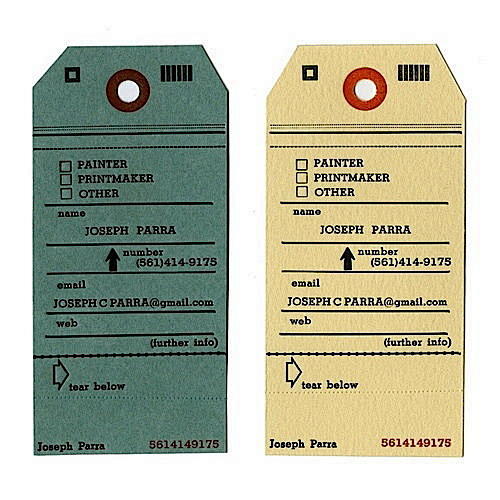 PAINTER
PRINTMAKER
OTHER
name
JOSEPH PARRA
number
(561)414-9175
email
JOSEPH C PARRA@gmail.com
web
(further info)
tear below
Joseph Parra 5614149175
PAINTER
PRINTMAKER
OTHER
name
JOSEPH PARRA
number
(561)414-9175
email
JOSEPH C PARRA@gmail.com
web
(further info)
tear below
Joseph Parra 5614149175